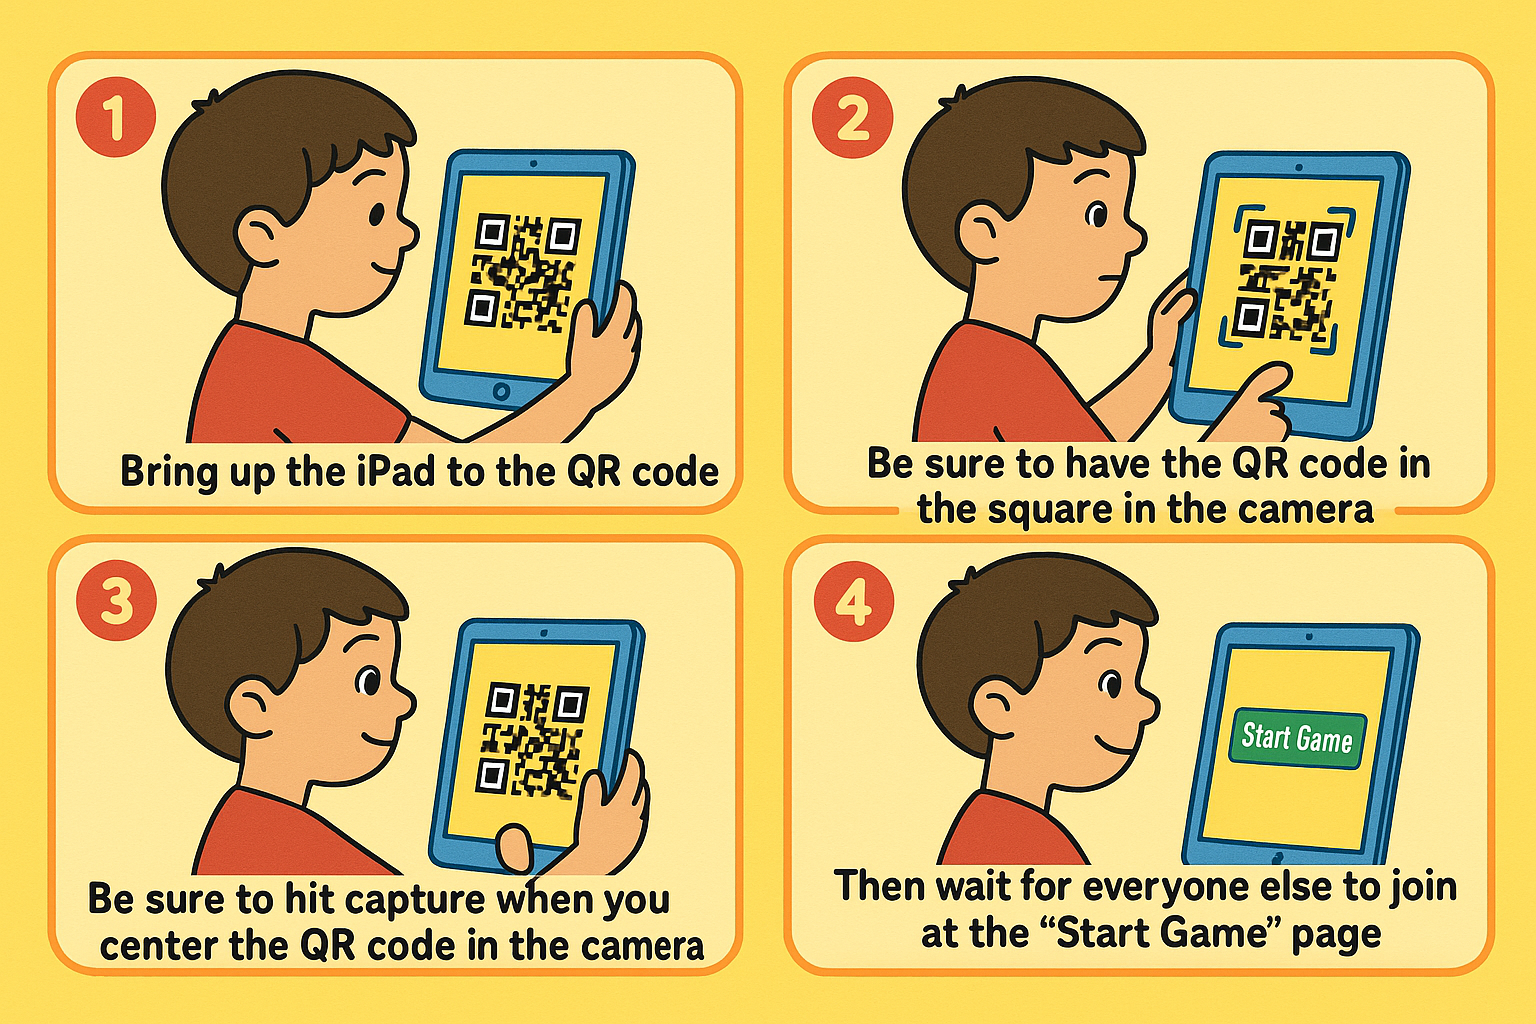 1
Bring up the iPad to the QR code
2
Be sure to have the QR code in
the square in the camera
3
Be sure to hit capture when you
center the QR code in the camera
4
Start Game
Then wait for everyone else to join
at the “Start Game” page